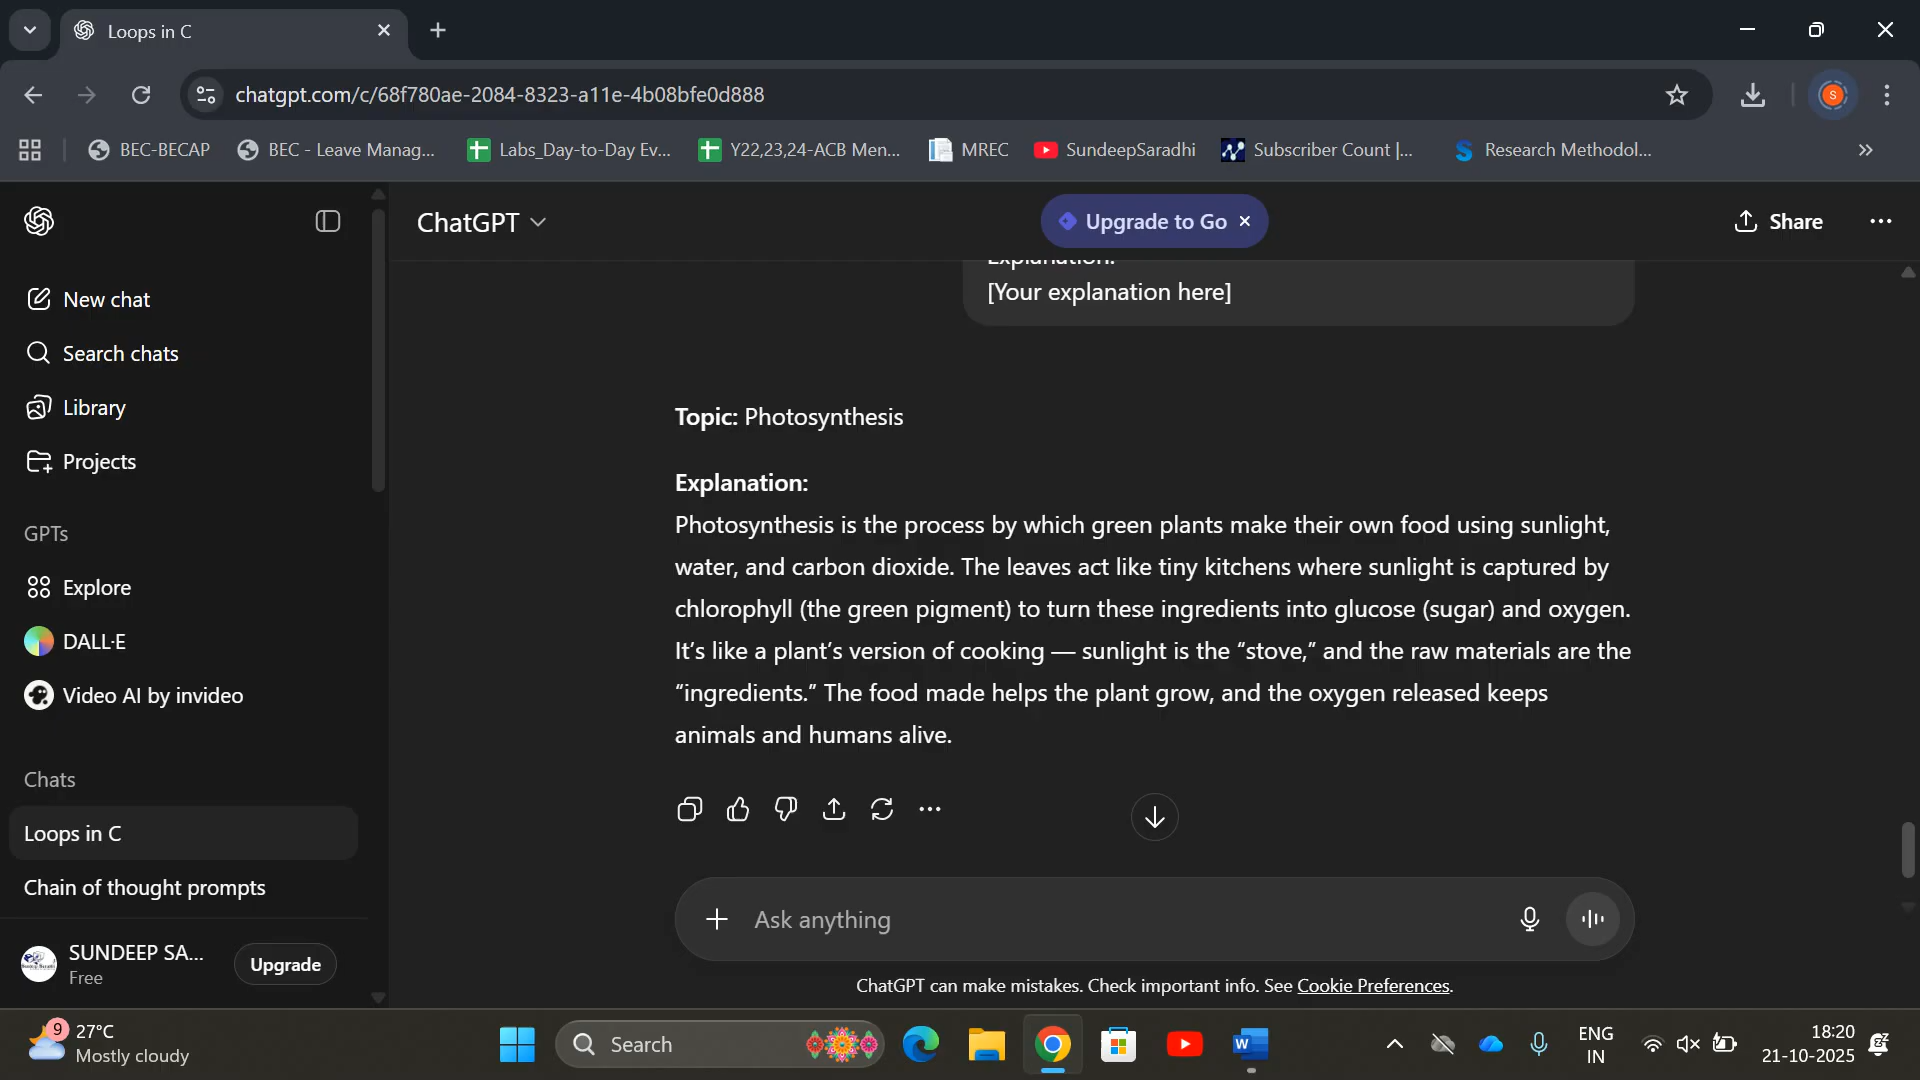 Loops in C
chatgpt.com/c/68f780ae-2084-8323-a11e-4b08bfe0d888
S
BEC-BECAP
BEC - Leave Manag...
Labs_Day-to-Day Ev...
Y22,23,24-ACB Men...
MREC
SundeepSaradhi
Subscriber Count |...
Research Methodol...
ChatGPT
Upgrade to Go
Share
New chat
Search chats
Library
Projects
GPTs
Explore
DALL·E
Video AI by invideo
Chats
Loops in C
Chain of thought prompts
SUNDEEP SA...
Free
Upgrade
[Your explanation here]
Topic: Photosynthesis
Explanation:
Photosynthesis is the process by which green plants make their own food using sunlight,
water, and carbon dioxide. The leaves act like tiny kitchens where sunlight is captured by
chlorophyll (the green pigment) to turn these ingredients into glucose (sugar) and oxygen.
It’s like a plant’s version of cooking — sunlight is the “stove,” and the raw materials are the
“ingredients.” The food made helps the plant grow, and the oxygen released keeps
animals and humans alive.
Ask anything
ChatGPT can make mistakes. Check important info. See Cookie Preferences.
9
27°C
Mostly cloudy
Search
W
ENG
IN
18:20
21-10-2025